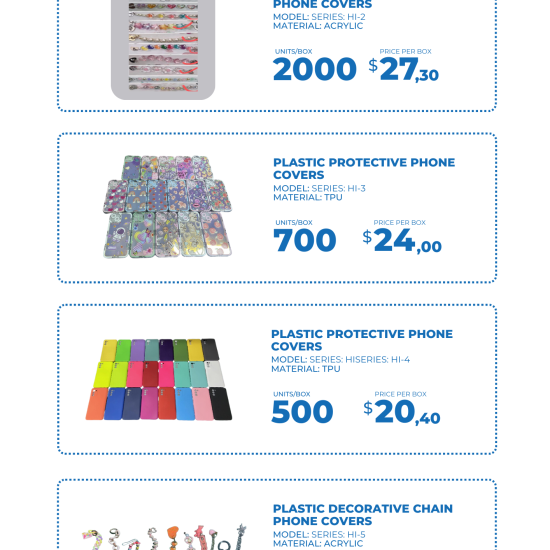 PHONE COVERS
MODEL: SERIES: HI-2
MATERIAL: ACRYLIC
UNITS/BOX PRICE PER BOX
2000 $27,30
PLASTIC PROTECTIVE PHONE
COVERS
MODEL: SERIES: HI-3
MATERIAL: TPU
UNITS/BOX PRICE PER BOX
700 $24,00
PLASTIC PROTECTIVE PHONE
COVERS
MODEL: SERIES: HISERIES: HI-4
MATERIAL: TPU
UNITS/BOX PRICE PER BOX
500 $20,40
PLASTIC DECORATIVE CHAIN
PHONE COVERS
MODEL: SERIES: HI-5
MATERIAL: ACRYLIC